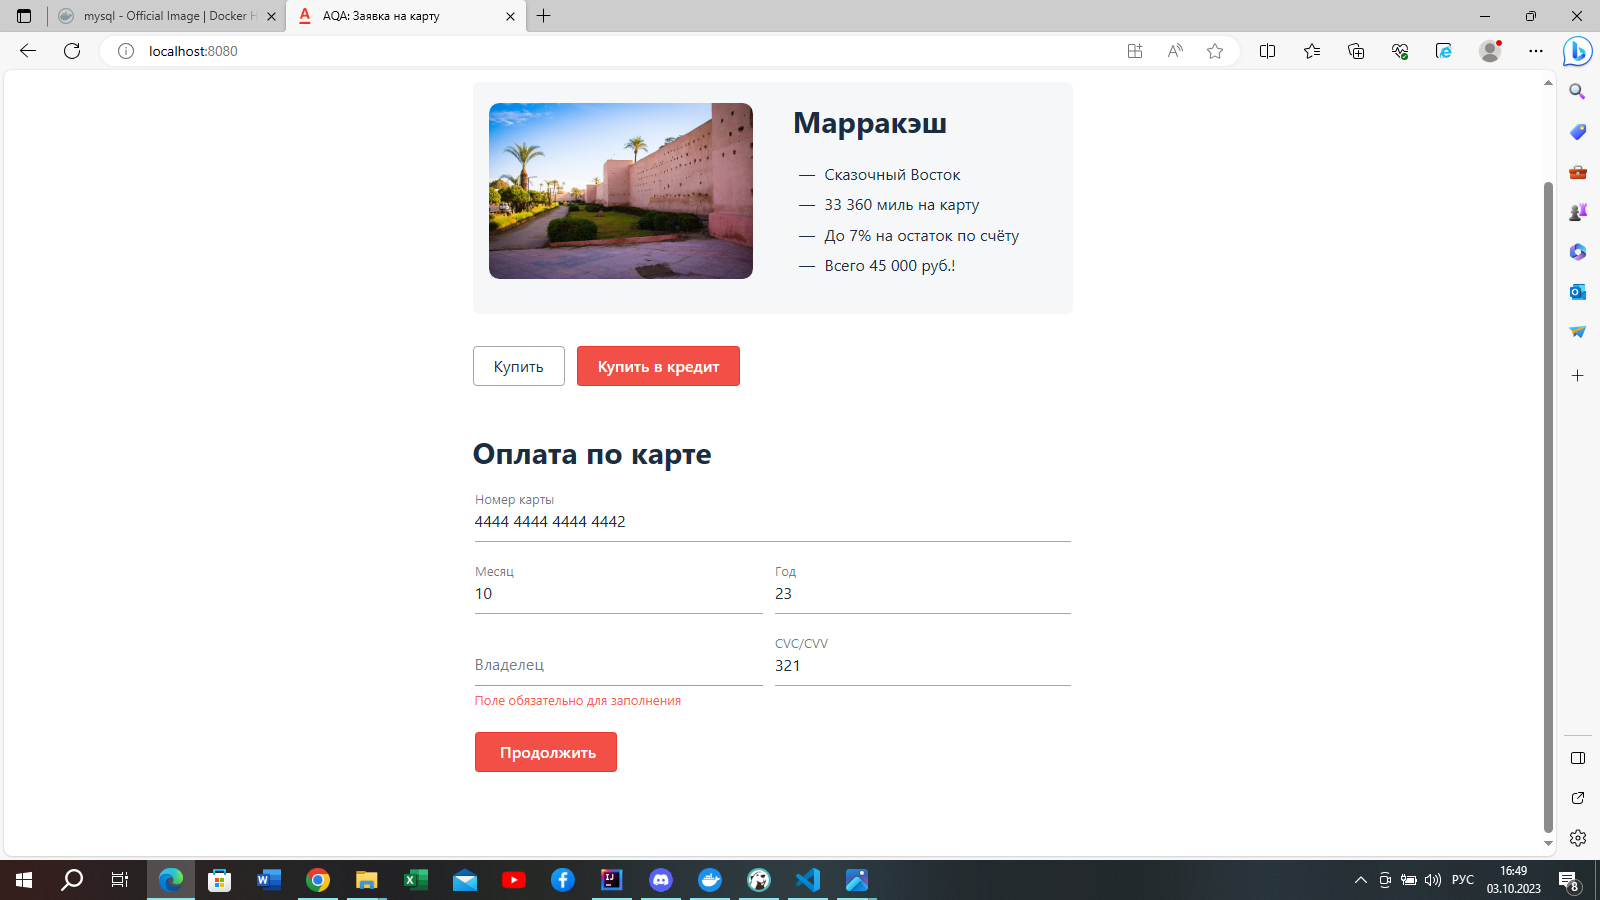 mysql - Official Image | Docker H
AQA: Заявка на карту
localhost:8080
Марракэш
— Сказочный Восток
— 33 360 миль на карту
— До 7% на остаток по счёту
— Всего 45 000 руб.!
Купить
Купить в кредит
Оплата по карте
Номер карты
4444 4444 4444 4442
Месяц
Год
10
23
CVC/CVV
Владелец
321
Поле обязательно для заполнения
Продолжить
РУС
16:49
03.10.2023
8